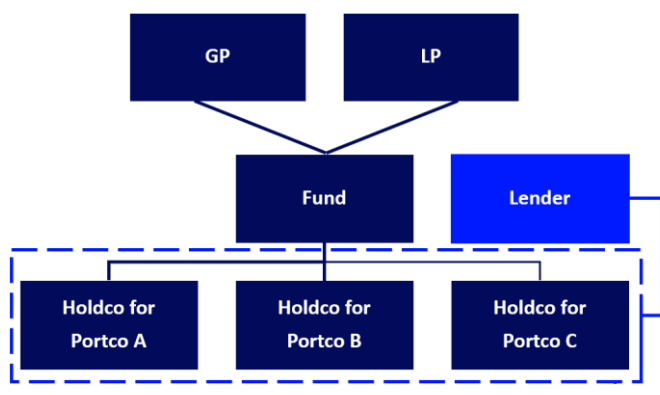 GP
LP
Fund
Lender
Holdco for
Portco A
Holdco for
Portco B
Holdco for
Portco C